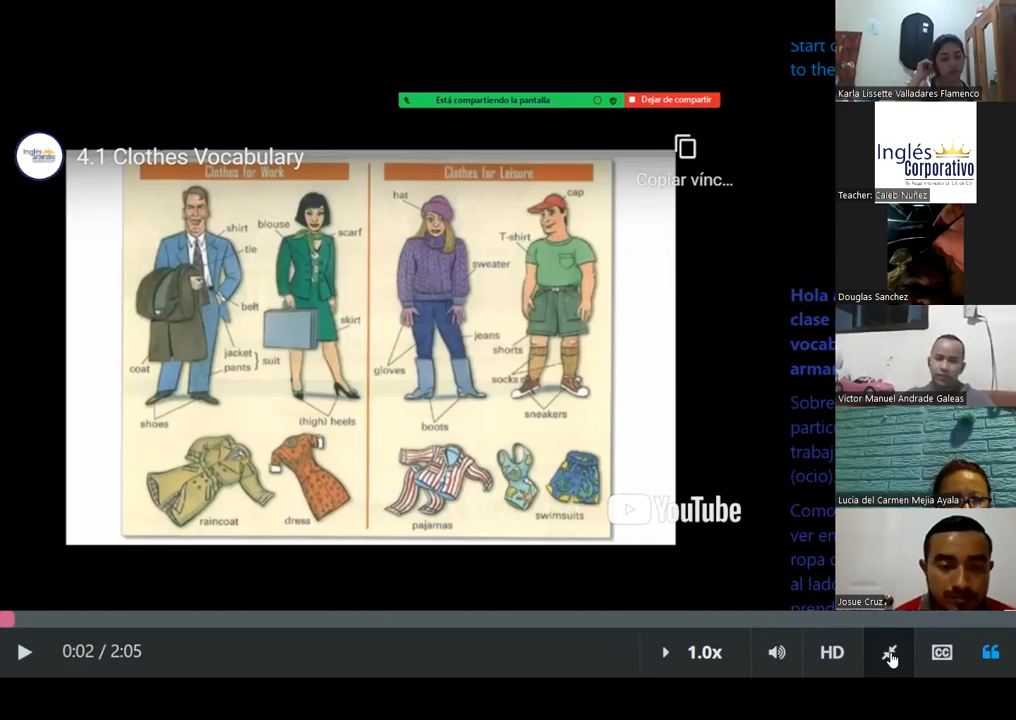 Start
to the
Está compartiendo la pantalla
Dejar de compartir
4.1 Clothes Vocabulary
Copiar vínc...
Clothes for Work
Clothes for Leisure
shirt
blouse
scarf
tie
belt
skirt
jacket
pants
suit
coat
shoes
(high) heels
raincoat
dress
hat
cap
T-shirt
sweater
jeans
gloves
shorts
socks
sneakers
boots
pajamas
swimsuits
YouTube
Hola
clase
vocab
armar
Sobre
partic
trabaj
(ocio)
Como
ver en
ropa
al lado
prend
Karla Lissette Valladares Flamenco
Inglés
Corporativo
Teacher: Caleb Nuñez
Douglas Sanchez
Victor Manuel Andrade Galeas
Lucia del Carmen Mejia Ayala
Josue Cruz
0:02 / 2:05
1.0x
HD
CC